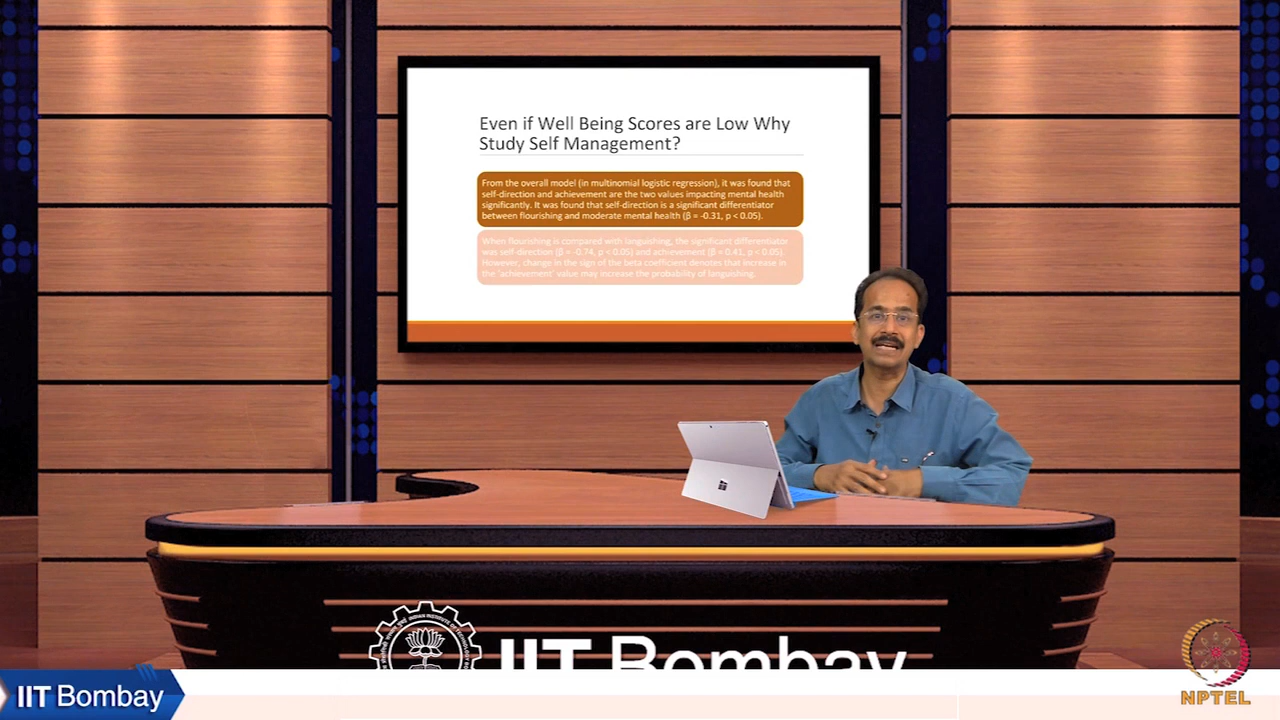 Even if Well Being Scores are Low Why
Study Self Management?
From the overall model (in multinomial logistic regression), it was found that
self-direction and achievement are the two values impacting mental health
significantly. It was found that self-direction is a significant differentiator
between flourishing and moderate mental health (β = -0.31, p < 0.05).
When flourishing is compared with languishing, the significant differentiator
was self-direction (β = -0.74, p < 0.05) and achievement (β = 0.41, p < 0.05).
However, change in the sign of the beta coefficient denotes that increase in
the 'achievement' value may increase the probability of languishing.
IIT Bombay
IIT Bombay
NPTEL